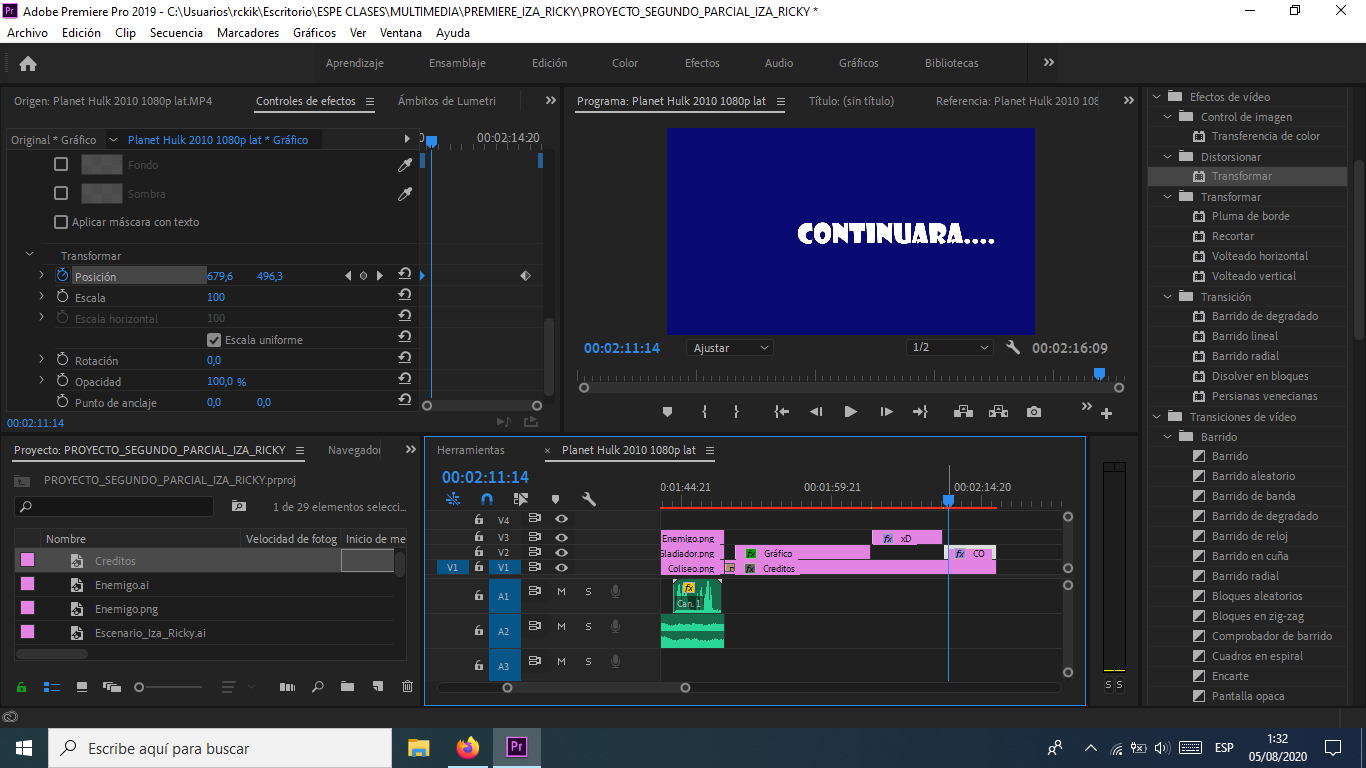 Adobe Premiere Pro 2019 - C:\Usuarios\rckik\Escritorio\ESPE CLASES\MULTIMEDIA\PREMIERE_IZA_RICKY\PROYECTO_SEGUNDO_PARCIAL_IZA_RICKY *
Archivo Edición Clip Secuencia Marcadores Gráficos Ver Ventana Ayuda
Aprendizaje Ensamblaje Edición Color Efectos Audio Gráficos Bibliotecas
Origen: Planet Hulk 2010 1080p lat.MP4 Controles de efectos Ámbitos de Lumetri
Original * Gráfico Planet Hulk 2010 1080p lat * Gráfico 00:02:14:20
Fondo
Sombra
Aplicar máscara con texto
Transformar
Posición 679,6 496,3
Escala 100
Escala horizontal 100
Escala uniforme
Rotación 0,0
Opacidad 100,0 %
Punto de anclaje 0,0 0,0
00:02:11:14
Programa: Planet Hulk 2010 1080p lat Título: (sin título) Referencia: Planet Hulk 2010 108
CONTINUARA....
00:02:11:14 Ajustar 1/2 00:02:16:09
Efectos de vídeo
Control de imagen
Transferencia de color
Distorsionar
Transformar
Transformar
Pluma de borde
Recortar
Volteado horizontal
Volteado vertical
Transición
Barrido de degradado
Barrido lineal
Barrido radial
Disolver en bloques
Persianas venecianas
Transiciones de vídeo
Barrido
Barrido
Barrido aleatorio
Barrido de banda
Barrido de degradado
Barrido de reloj
Barrido en cuña
Barrido radial
Bloques aleatorios
Bloques en zig-zag
Comprobador de barrido
Cuadros en espiral
Encarte
Pantalla opaca
Proyecto: PROYECTO_SEGUNDO_PARCIAL_IZA_RICKY Navegador
PROYECTO_SEGUNDO_PARCIAL_IZA_RICKY.prproj
1 de 29 elementos selecci...
Nombre Velocidad de fotog Inicio de me
Creditos
Enemigo.ai
Enemigo.png
Escenario_Iza_Ricky.ai
Herramientas × Planet Hulk 2010 1080p lat
00:02:11:14
0:01:44:21 00:01:59:21 00:02:14:20
V4
V3 Enemigo.png fx xD
V2 Gladiador.png fx Gráfico fx CO
V1 V1 Coliseo.png fx Creditos
A1 M S fx Can. 1
A2 M S
A3 M S
S S
Escribe aquí para buscar
Pr
ESP
1:32
05/08/2020